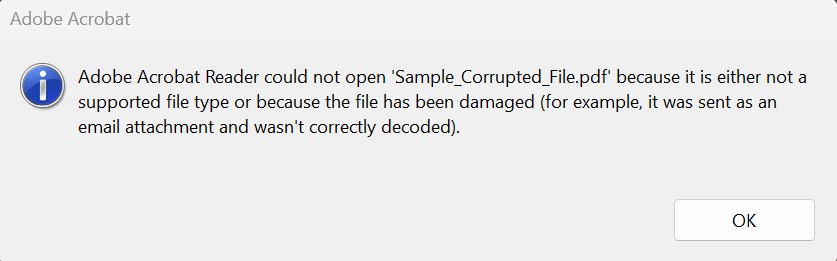 Adobe Acrobat
Adobe Acrobat Reader could not open 'Sample_Corrupted_File.pdf' because it is either not a
supported file type or because the file has been damaged (for example, it was sent as an
email attachment and wasn't correctly decoded).
OK